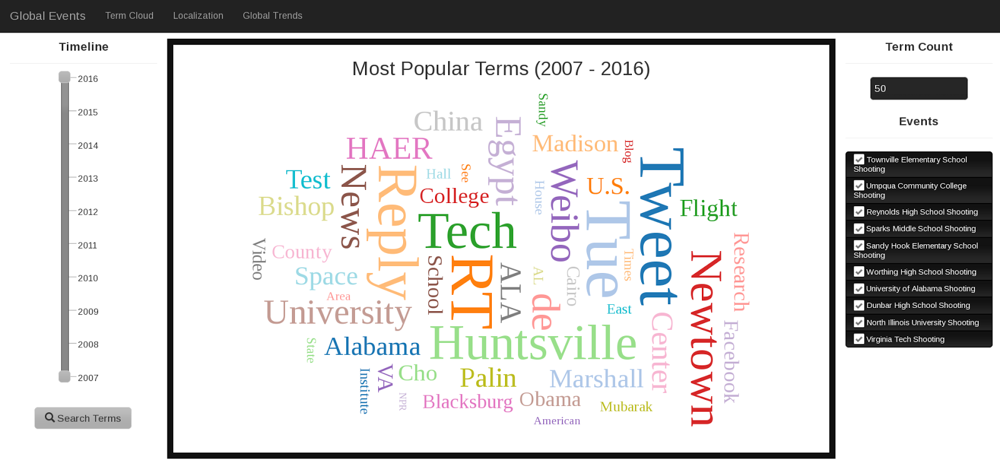 Global Events Term Cloud Localization Global Trends
Timeline
2016
2015
2014
2013
2012
2011
2010
2009
2008
2007
Search Terms
Most Popular Terms (2007 - 2016)
Sandy
China
Egypt
HAER
Madison
Blog
Tweet
Test
News
Reply
Hall
See
House
Weibo
U.S.
College
Bishop
Flight
Tech
Tue
Video
County
Research
Space
School
RT
ALA
AL
Cairo
Times
Newtown
Area
University
de
East
Center
Facebook
State
Alabama
Huntsville
Institute
VA
Cho
Palin
Marshall
NPR
Blacksburg
Obama
Mubarak
American
Term Count
50
Events
Townville Elementary School
Shooting
Umpqua Community College
Shooting
Reynolds High School Shooting
Sparks Middle School Shooting
Sandy Hook Elementary School
Shooting
Worthing High School Shooting
University of Alabama Shooting
Dunbar High School Shooting
North Illinois University Shooting
Virginia Tech Shooting